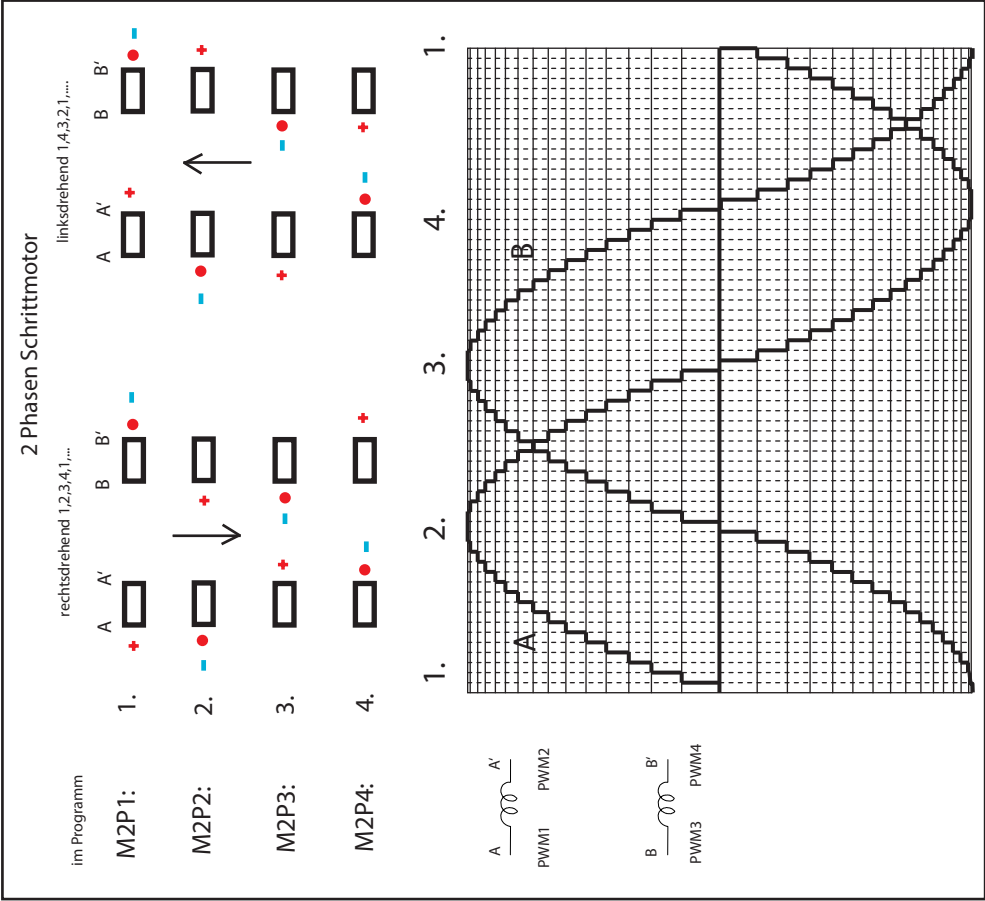 2 Phasen Schrittmotor
im Programm
rechtsdrehend 1,2,3,4,1,...
linksdrehend 1,4,3,2,1,....
A A' B B' A A' B B'
M2P1: 1. + - + -
M2P2: 2. - + - +
M2P3: 3. + - + -
M2P4: 4. - + - +
1. 2. 3. 4. 1.
A B
A A'
PWM1 PWM2
B B'
PWM3 PWM4